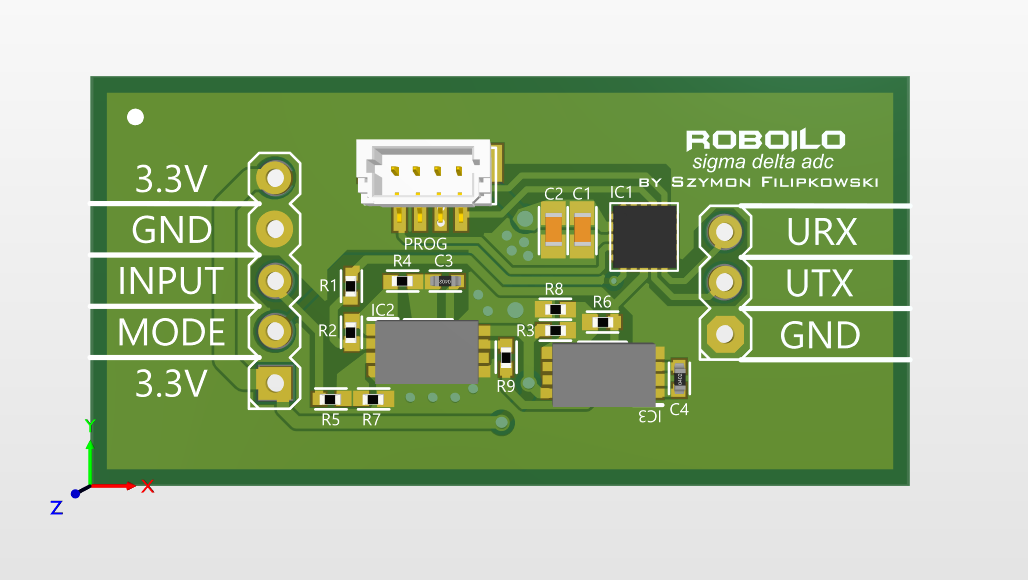 ROBOILO
sigma delta adc
BY SZYMON FILIPKOWSKI
3.3V
GND
INPUT
MODE
3.3V
PROG
C2 C1 IC1
URX
UTX
GND
R4 C3
R1
R2
IC2
R8
R6
R3
R9
R5 R7
IC3
C4
Y
X
Z